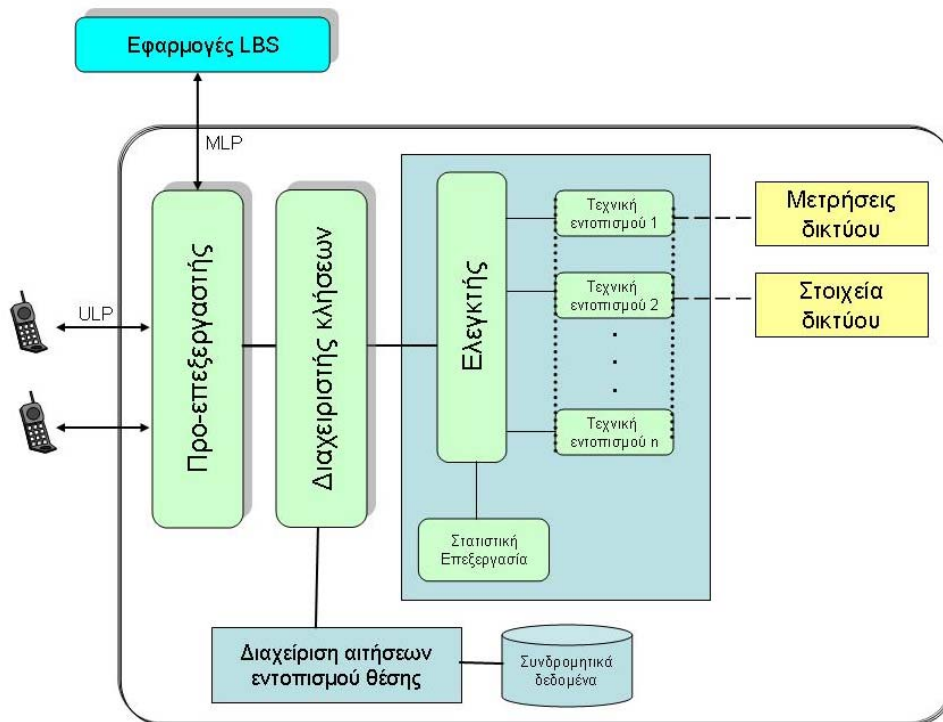 Εφαρμογές LBS
MLP
ULP
Προ-επεξεργαστής
Διαχειριστής κλήσεων
Ελεγκτής
Τεχνική
εντοπισμού 1
Τεχνική
εντοπισμού 2
Τεχνική
εντοπισμού n
Μετρήσεις
δικτύου
Στοιχεία
δικτύου
Στατιστική
Επεξεργασία
Διαχείριση αιτήσεων
εντοπισμού θέσης
Συνδρομητικά
δεδομένα